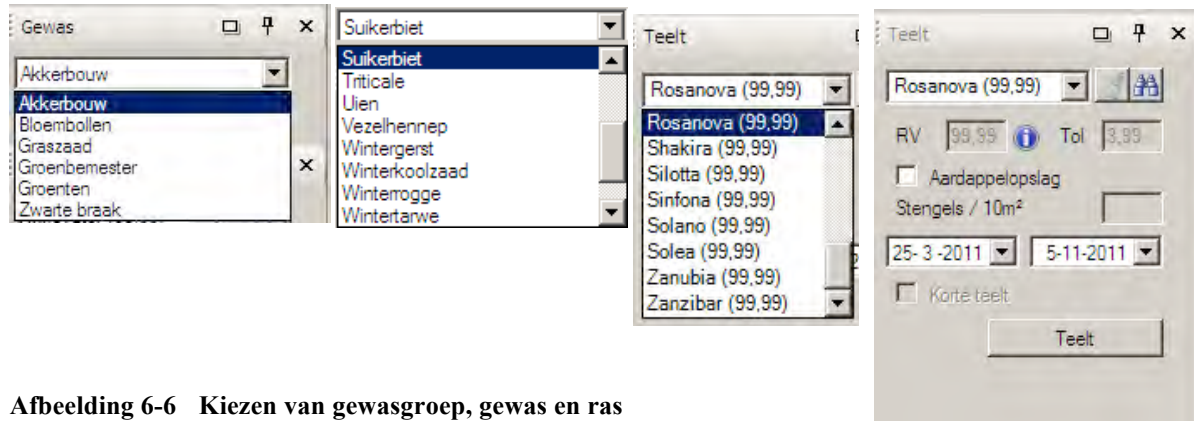 Gewas
Akkerbouw
Akkerbouw
Bloembollen
Graszaad
Groenbemester
Groenten
Zwarte braak
Suikerbiet
Suikerbiet
Triticale
Uien
Vezelhennep
Wintergerst
Winterkoolzaad
Winterrogge
Wintertarwe
Teelt
Rosanova (99,99)
Rosanova (99,99)
Shakira (99,99)
Silotta (99,99)
Sinfona (99,99)
Solano (99,99)
Solea (99,99)
Zanubia (99,99)
Zanzibar (99,99)
Teelt
Rosanova (99,99)
RV 99,99 Tol 3,99
Aardappelopslag
Stengels / 10m²
25- 3 -2011 5-11-2011
Korte teelt
Teelt
Afbeelding 6-6 Kiezen van gewasgroep, gewas en ras